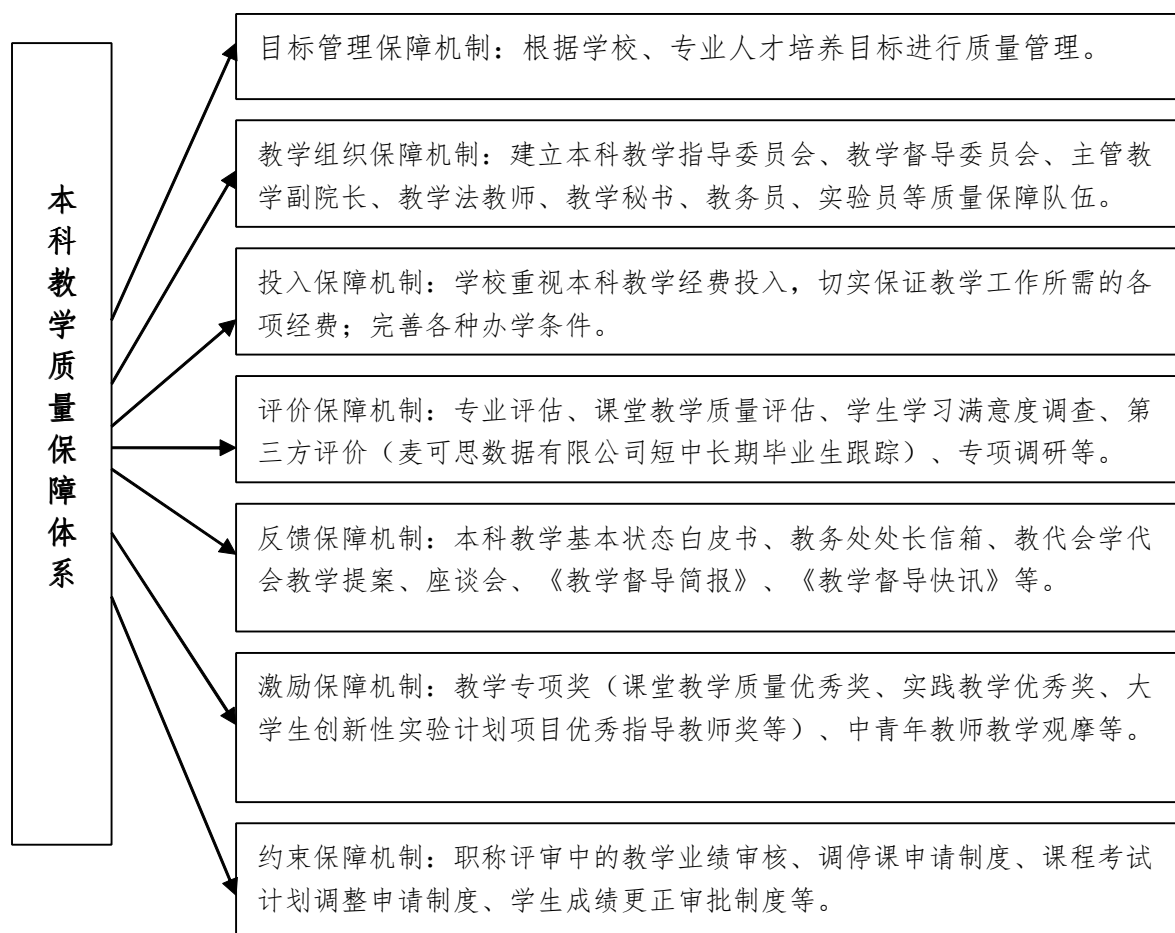 本科教学质量保障体系
目标管理保障机制：根据学校、专业人才培养目标进行质量管理。
教学组织保障机制：建立本科教学指导委员会、教学督导委员会、主管教
学副院长、教学法教师、教学秘书、教务员、实验员等质量保障队伍。
投入保障机制：学校重视本科教学经费投入，切实保证教学工作所需的各
项经费；完善各种办学条件。
评价保障机制：专业评估、课堂教学质量评估、学生学习满意度调查、第
三方评价（麦可思数据有限公司短中长期毕业生跟踪）、专项调研等。
反馈保障机制：本科教学基本状态白皮书、教务处处长信箱、教代会学代
会教学提案、座谈会、《教学督导简报》、《教学督导快讯》等。
激励保障机制：教学专项奖（课堂教学质量优秀奖、实践教学优秀奖、大
学生创新性实验计划项目优秀指导教师奖等）、中青年教师教学观摩等。
约束保障机制：职称评审中的教学业绩审核、调停课申请制度、课程考试
计划调整申请制度、学生成绩更正审批制度等。